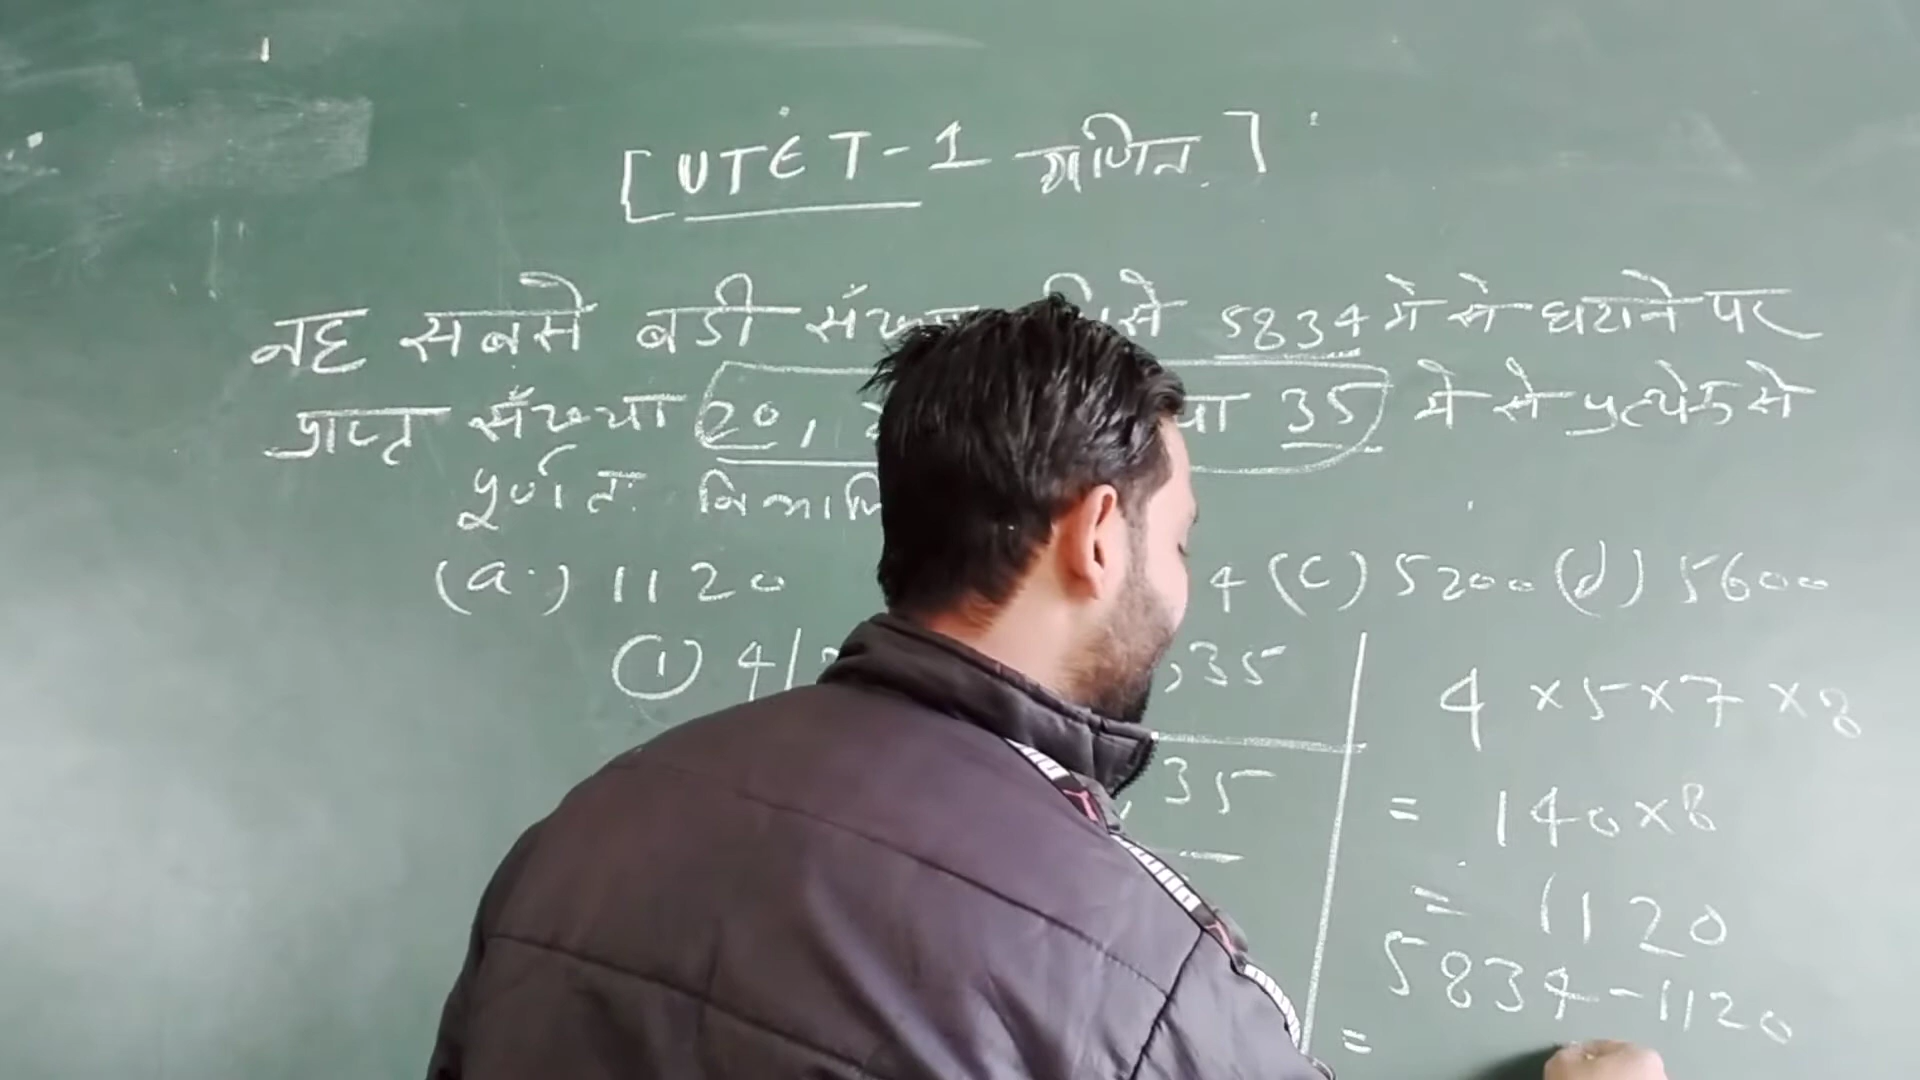 [UTET-1 गणित]
वह सबसे बडी 5834 मे से घटाने पर
प्राप्त संख्या 20, 35 मे से प्रत्येक से
पूर्णतः
(a.) 1120 4 (c) 5200 (d) 5600
① 4 ,35
, 35
4 × 5 × 7 × 8
= 140 × 8
= 1120
5834 - 1120
=